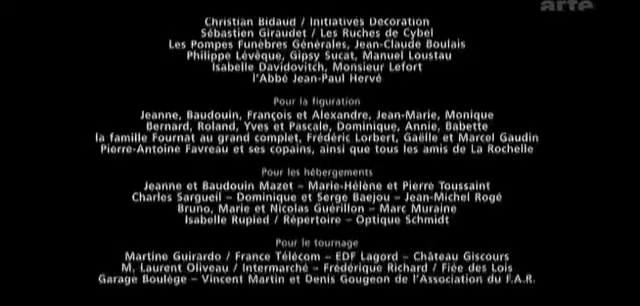 arte
Christian Bidaud / Initiatives Décoration
Sébastien Giraudet / Les Ruches de Cybel
Les Pompes Funèbres Générales, Jean-Claude Boulais
Philippe Lévêque, Gipsy Sucat, Manuel Loustau
Isabelle Davidovitch, Monsieur Lefort
l'Abbé Jean-Paul Hervé
Pour la figuration
Jeanne, Baudouin, François et Alexandre, Jean-Marie, Monique
Bernard, Roland, Yves et Pascale, Dominique, Annie, Babette
la famille Fournat au grand complet, Frédéric Lorbert, Gaëlle et Marcel Gaudin
Pierre-Antoine Favreau et ses copains, ainsi que tous les amis de La Rochelle
Pour les hébergements
Jeanne et Baudouin Mazet – Marie-Hélène et Pierre Toussaint
Charles Sargueil – Dominique et Serge Baejou – Jean-Michel Rogé
Bruno, Marie et Nicolas Guérillon – Marc Muraine
Isabelle Rupied / Répertoire – Optique Schmidt
Pour le tournage
Martine Guirardo / France Télécom – EDF Lagord – Château Giscours
M. Laurent Oliveau / Intermarché – Frédérique Richard / Fiée des Lois
Garage Boulège – Vincent Martin et Denis Gougeon de l'Association du F.A.R.